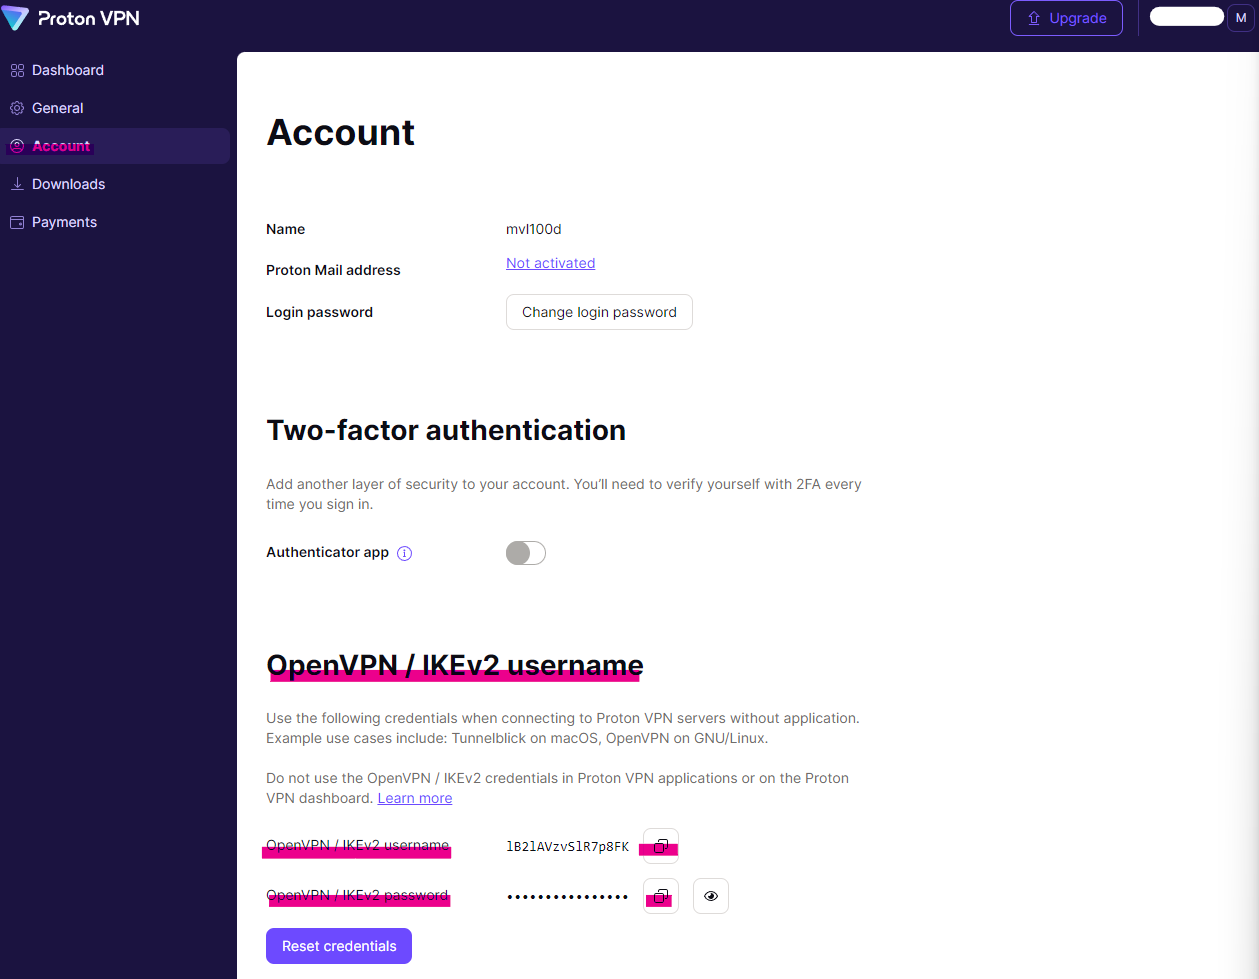 Proton VPN
Upgrade
M
Dashboard
General
Account
Downloads
Payments
Account
Name mvl100d
Proton Mail address Not activated
Login password Change login password
Two-factor authentication
Add another layer of security to your account. You’ll need to verify yourself with 2FA every
time you sign in.
Authenticator app
OpenVPN / IKEv2 username
Use the following credentials when connecting to Proton VPN servers without application.
Example use cases include: Tunnelblick on macOS, OpenVPN on GNU/Linux.
Do not use the OpenVPN / IKEv2 credentials in Proton VPN applications or on the Proton
VPN dashboard. Learn more
OpenVPN / IKEv2 username lB2lAVzvSlR7p8FK
OpenVPN / IKEv2 password ••••••••••••••••
Reset credentials